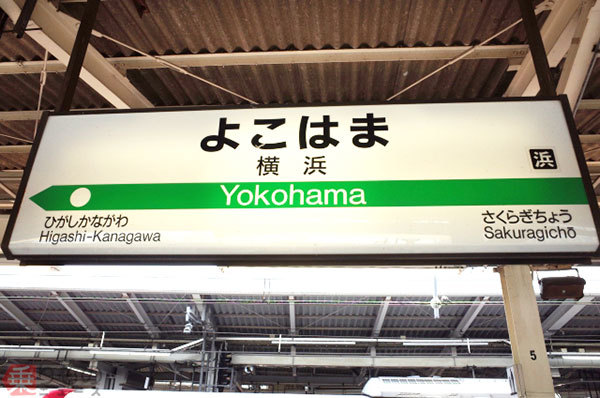 よこはま
横浜
浜
Yokohama
ひがしかながわ
Higashi-Kanagawa
さくらぎちょう
Sakuragichō
5
乗